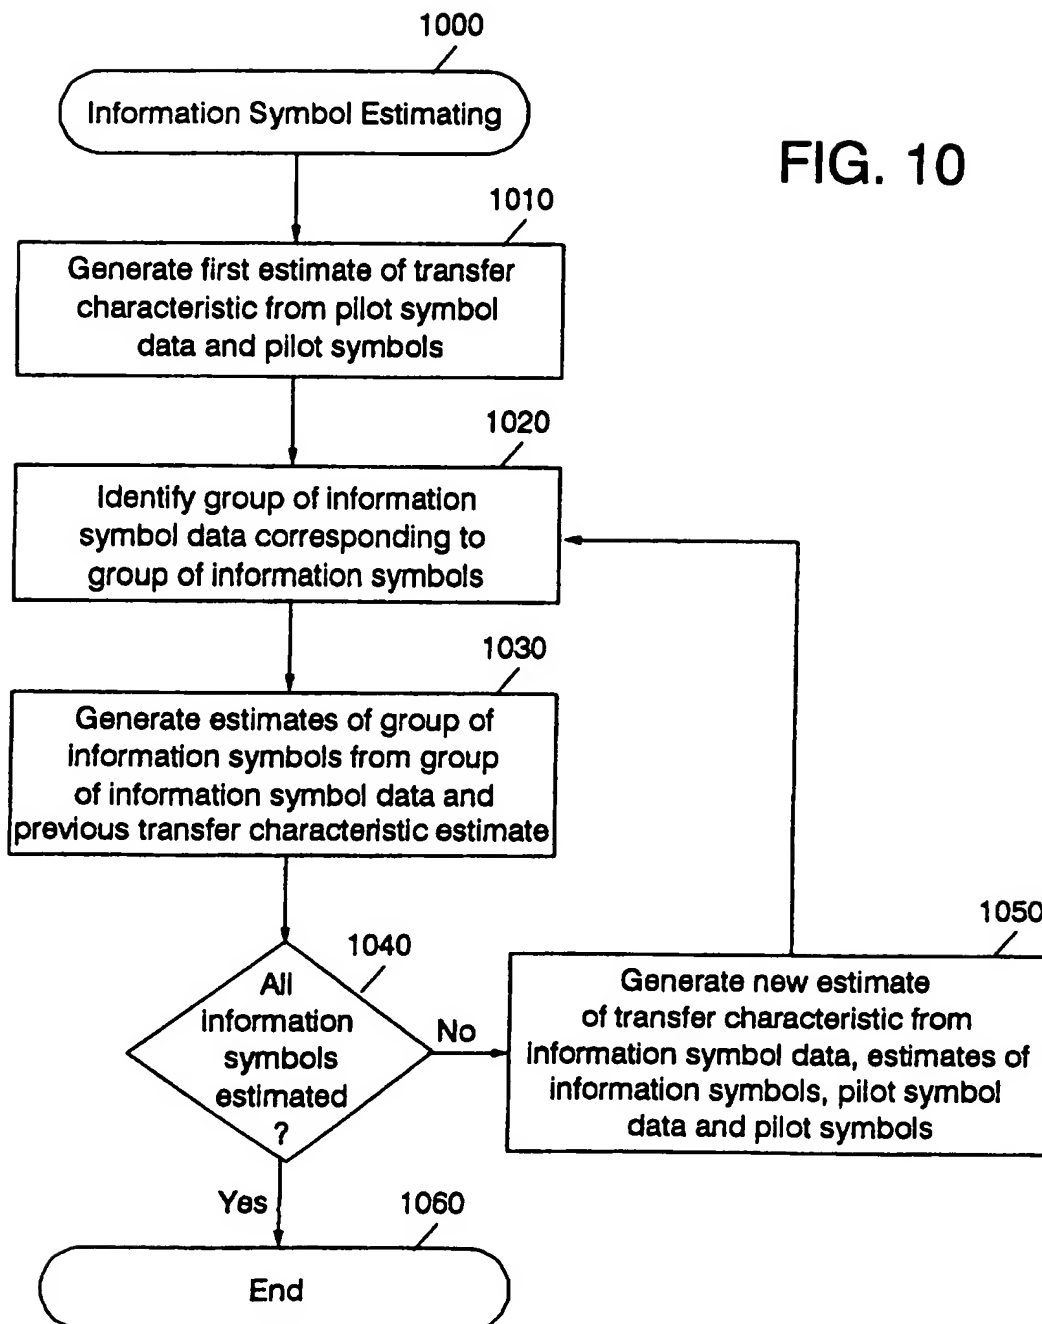 1000
Information Symbol Estimating
FIG. 10
1010
Generate first estimate of transfer
characteristic from pilot symbol
data and pilot symbols
1020
Identify group of information
symbol data corresponding to
group of information symbols
1030
Generate estimates of group of
information symbols from group
of information symbol data and
previous transfer characteristic estimate
1040
All
information
symbols
estimated
?
No
1050
Generate new estimate
of transfer characteristic from
information symbol data, estimates of
information symbols, pilot symbol
data and pilot symbols
Yes
1060
End